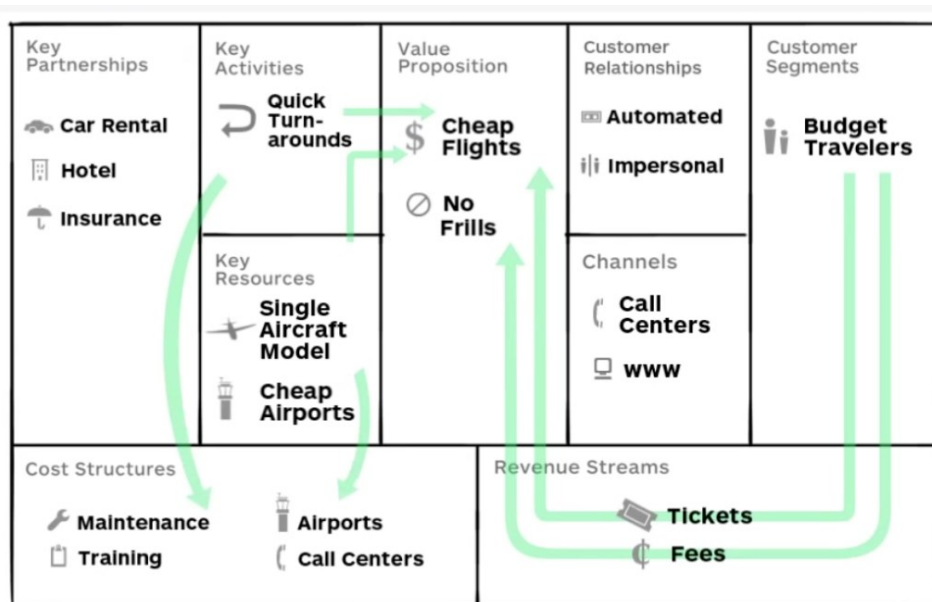 Key
Partnerships
Car Rental
Hotel
Insurance
Key
Activities
Quick
Turn-
arounds
Key
Resources
Single
Aircraft
Model
Cheap
Airports
Value
Proposition
$ Cheap
Flights
No
Frills
Customer
Relationships
Automated
Impersonal
Channels
Call
Centers
www
Customer
Segments
Budget
Travelers
Cost Structures
Maintenance
Training
Airports
Call Centers
Revenue Streams
Tickets
₵ Fees